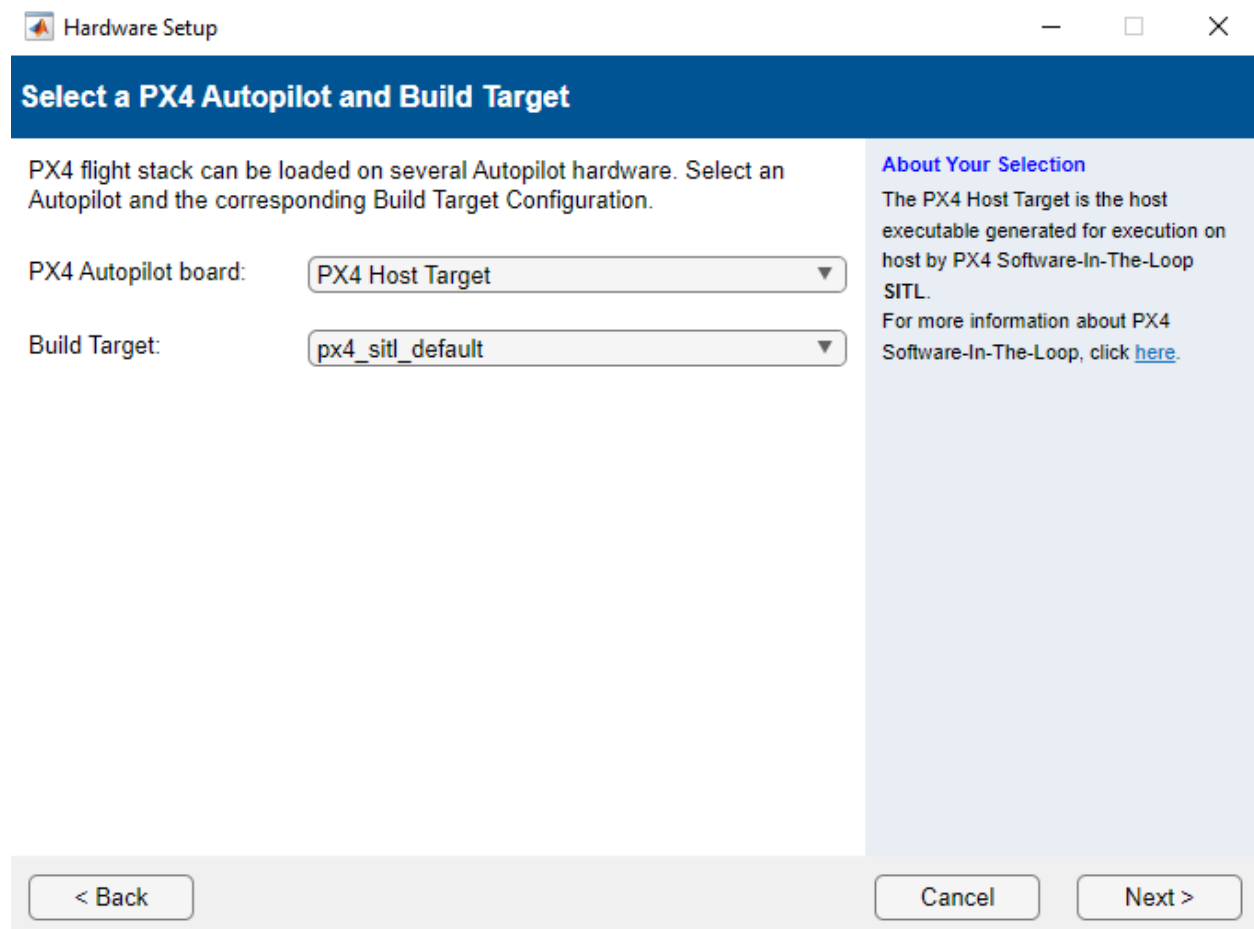 Hardware Setup
Select a PX4 Autopilot and Build Target
PX4 flight stack can be loaded on several Autopilot hardware. Select an
Autopilot and the corresponding Build Target Configuration.
PX4 Autopilot board:
PX4 Host Target
Build Target:
px4_sitl_default
About Your Selection
The PX4 Host Target is the host
executable generated for execution on
host by PX4 Software-In-The-Loop
SITL.
For more information about PX4
Software-In-The-Loop, click here.
< Back
Cancel
Next >